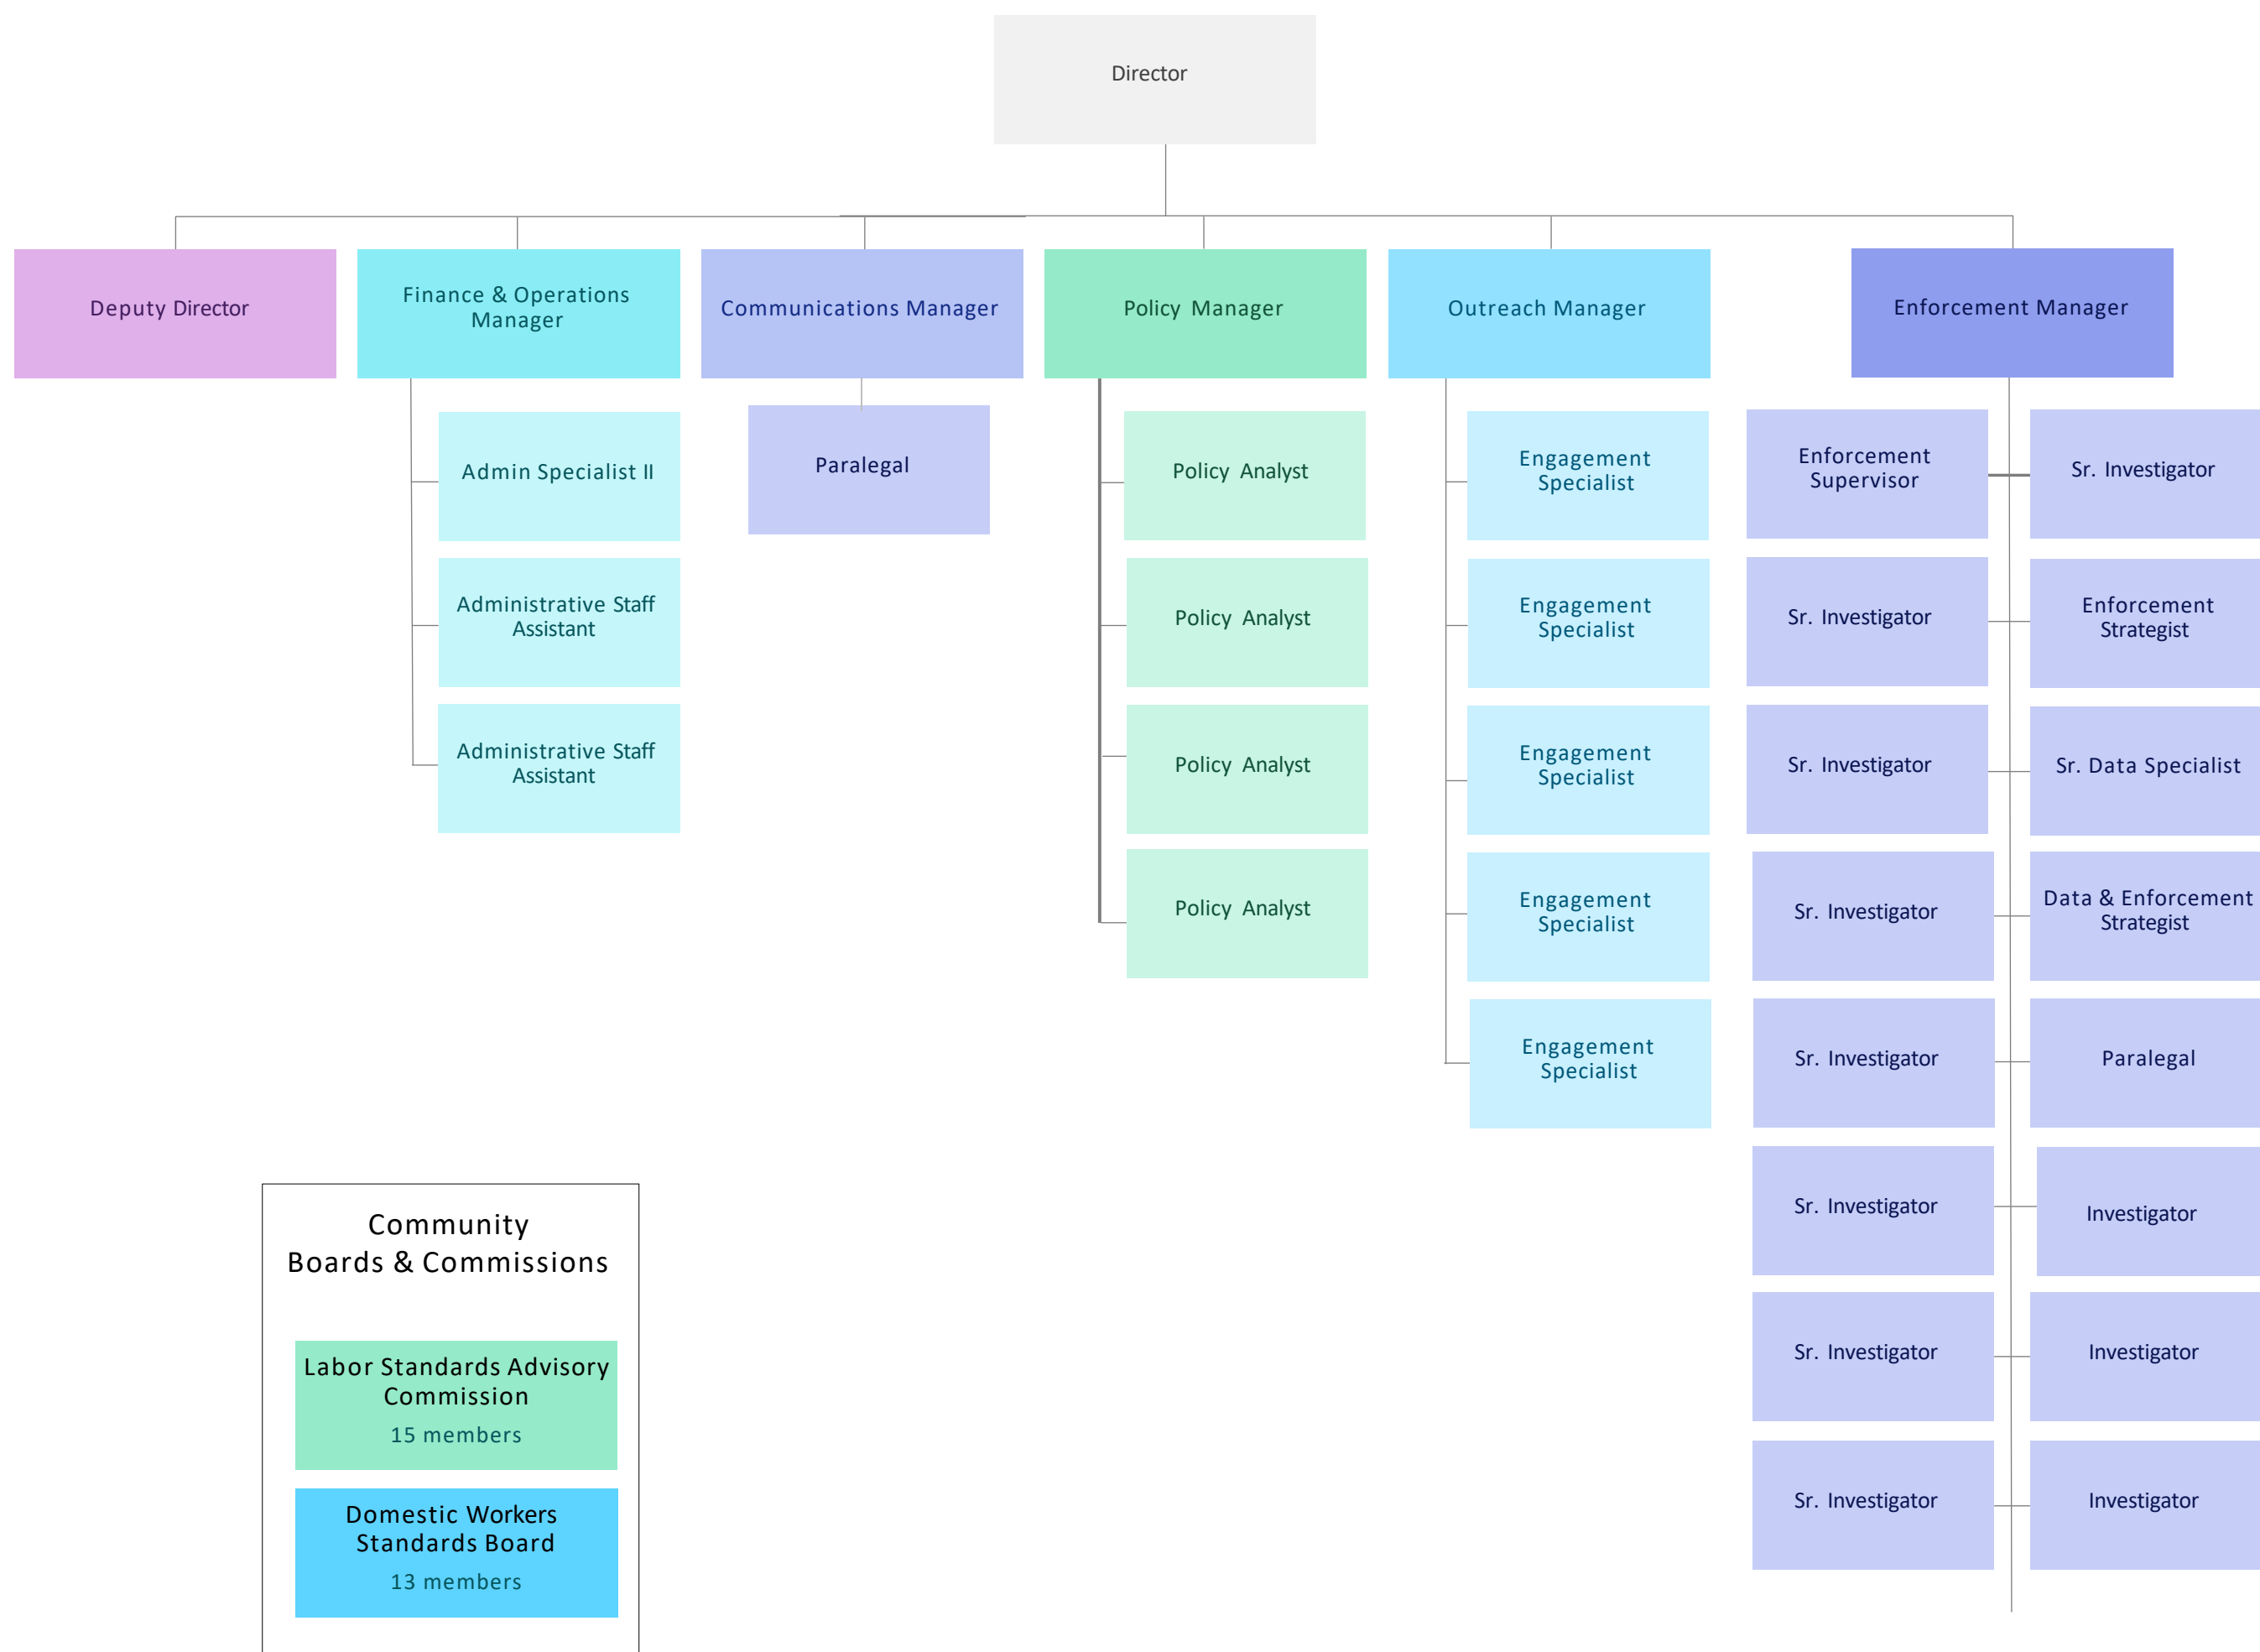 Director
Deputy Director
Finance & Operations
Manager
Communications Manager
Policy Manager
Outreach Manager
Enforcement Manager
Admin Specialist II
Administrative Staff
Assistant
Administrative Staff
Assistant
Paralegal
Policy Analyst
Policy Analyst
Policy Analyst
Policy Analyst
Engagement
Specialist
Engagement
Specialist
Engagement
Specialist
Engagement
Specialist
Engagement
Specialist
Enforcement
Supervisor
Sr. Investigator
Sr. Investigator
Enforcement
Strategist
Sr. Investigator
Sr. Data Specialist
Sr. Investigator
Data & Enforcement
Strategist
Sr. Investigator
Paralegal
Sr. Investigator
Investigator
Sr. Investigator
Investigator
Sr. Investigator
Investigator
Community
Boards & Commissions
Labor Standards Advisory
Commission
15 members
Domestic Workers
Standards Board
13 members